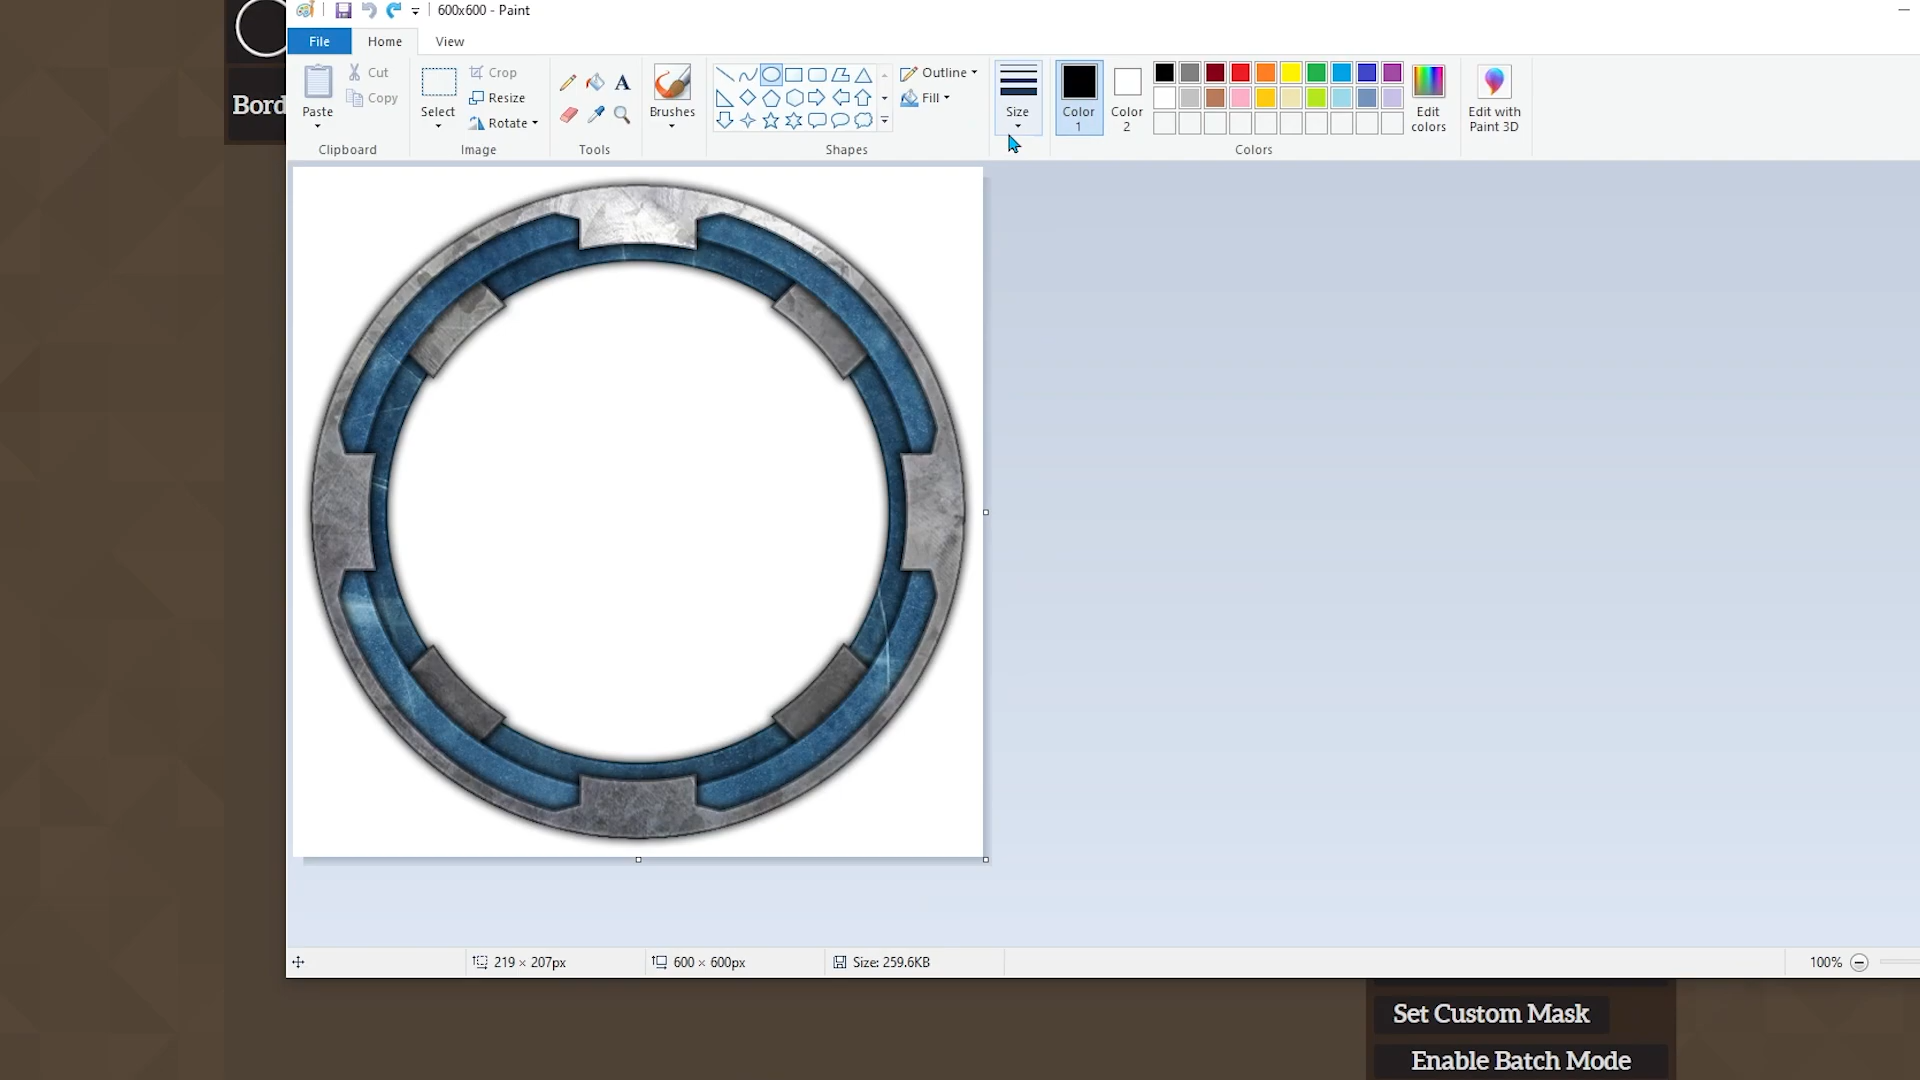 600x600 - Paint
File
Home
View
Bord
Paste
Cut
Copy
Clipboard
Select
Crop
Resize
Rotate
Image
A
Tools
Brushes
Outline
Fill
Shapes
Size
Color 1
Color 2
Edit colors
Edit with Paint 3D
Colors
219 × 207px
600 × 600px
Size: 259.6KB
100%
Set Custom Mask
Enable Batch Mode